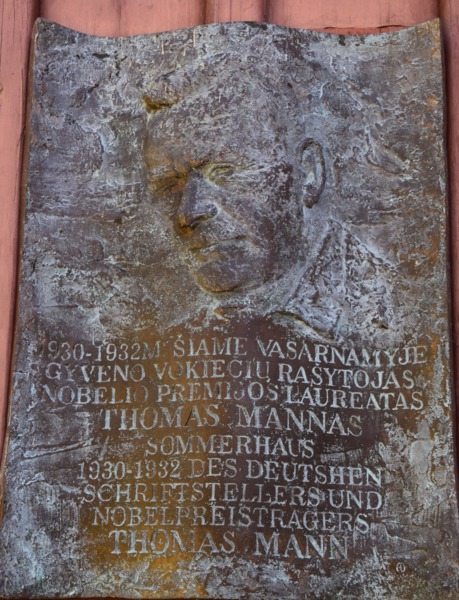 1930-1932M ŠIAME VASARNAMYJE
GYVENO VOKIEČIŲ RAŠYTOJAS
NOBELIO PREMIJOS LAUREATAS
THOMAS MANNAS
SOMMERHAUS
1930-1932 DES DEUTSHEN
SCHRIFTSTELLERS UND
NOBELPREISTRÄGERS
THOMAS MANN